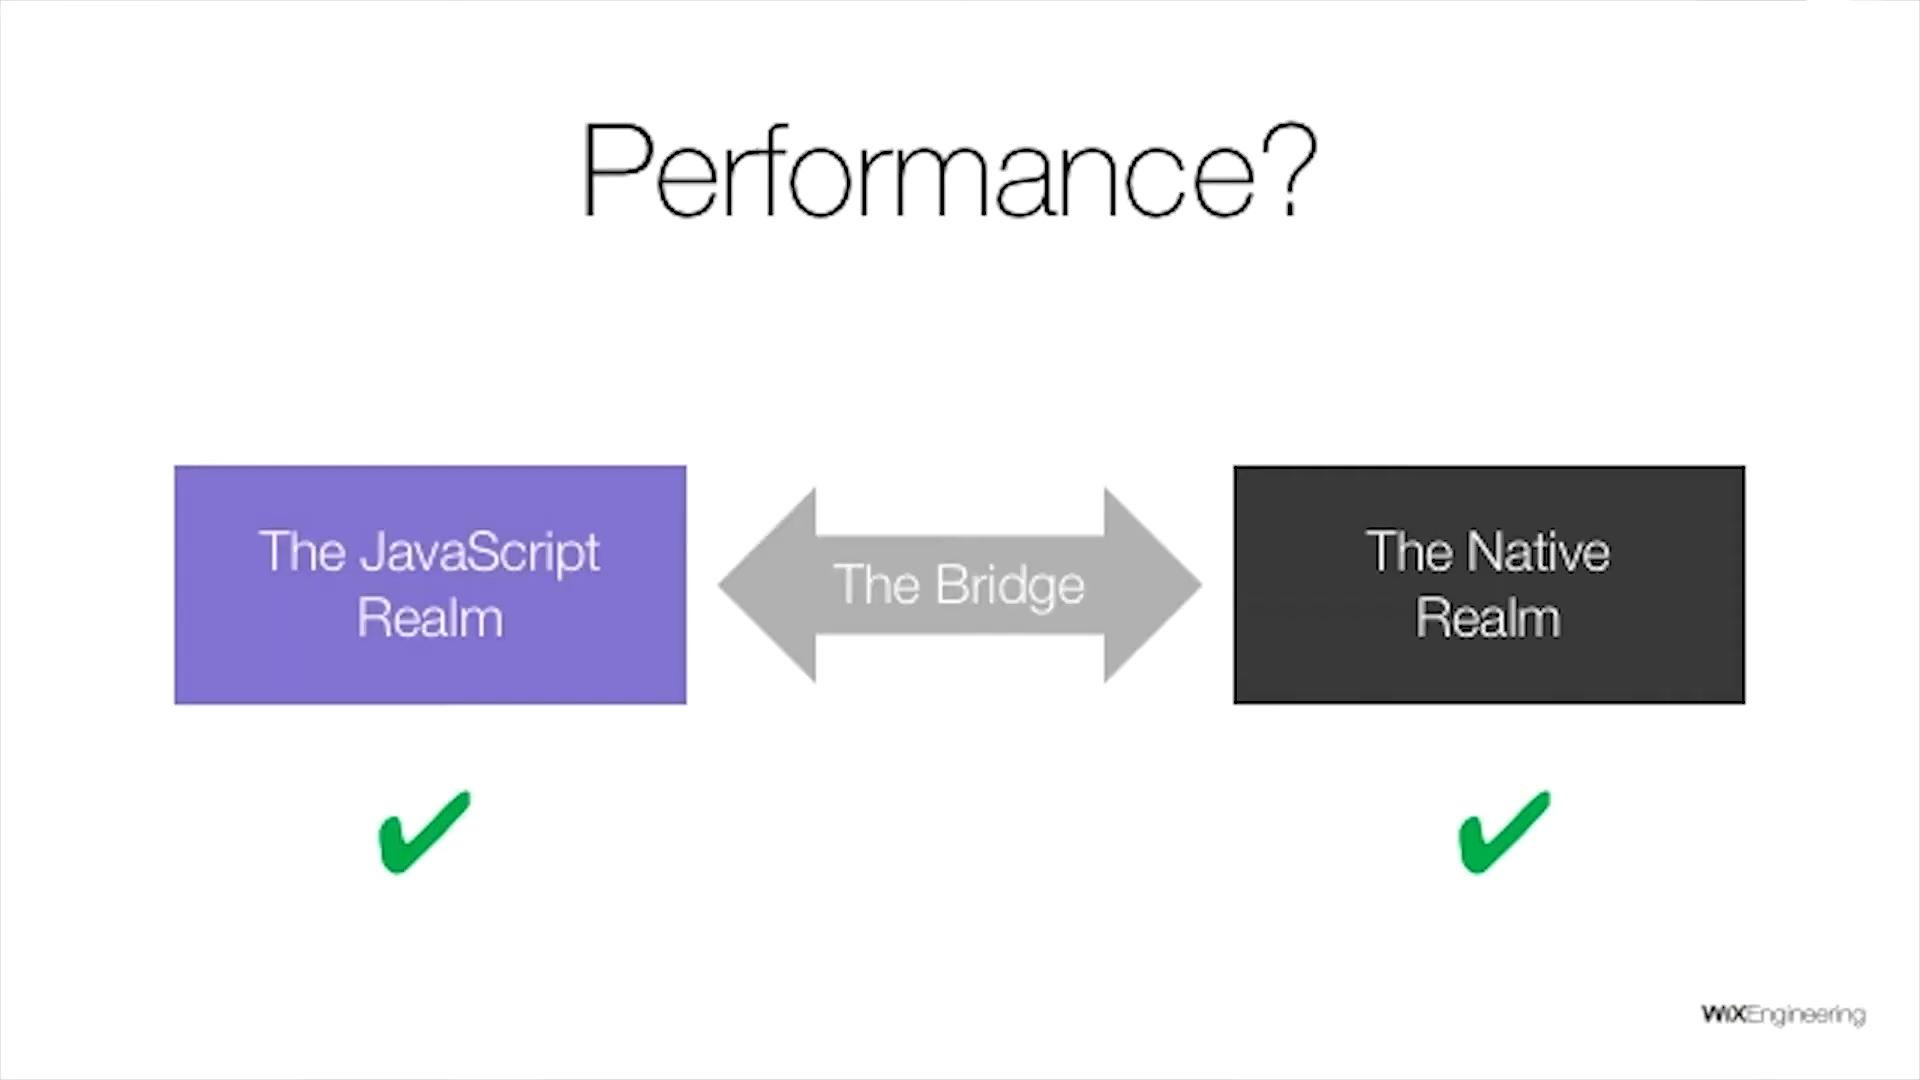 Performance?
The JavaScript
Realm
The Bridge
The Native
Realm
WiXEngineering